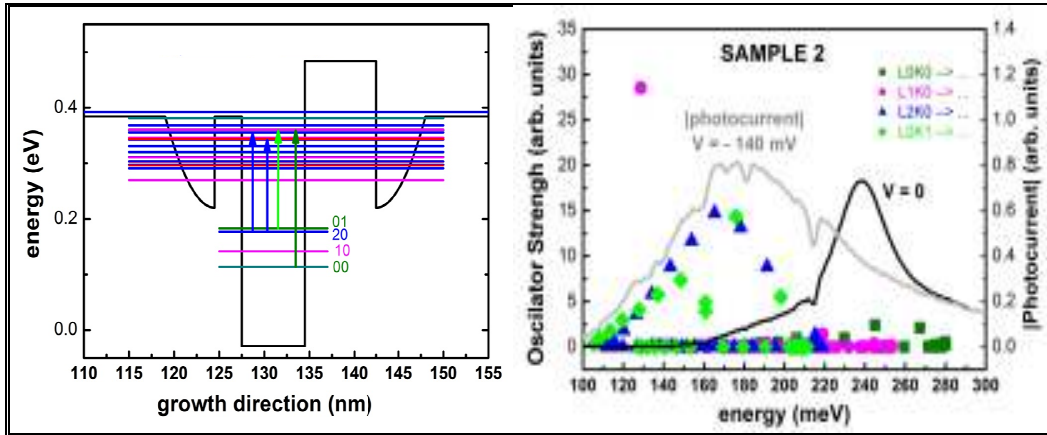 energy (eV)
0.4
0.2
0.0
01
20
10
00
110 115 120 125 130 135 140 145 150 155
growth direction (nm)
Oscilator Strengh (arb. units)
35
30
25
20
15
10
5
0
SAMPLE 2
L0K0 --> ...
L1K0 --> ..
L2K0 --> ..
L0K1 --> ..
|photocurrent|
V = - 140 mV
V = 0
1.4
1.2
1.0
0.8
0.6
0.4
0.2
0.0
|Photocurrent| (arb. units)
100 120 140 160 180 200 220 240 260 280 300
energy (meV)